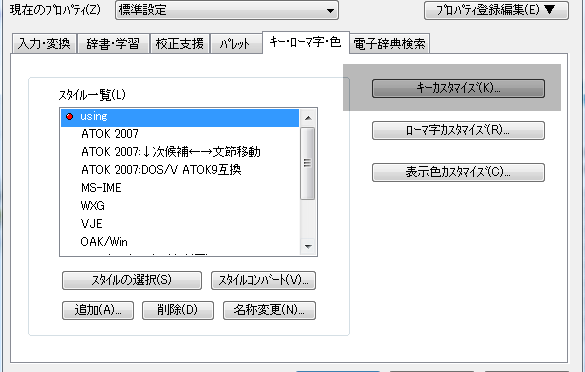 現在のプロパティ(Z) 標準設定 プロパティ登録編集(E) ▼
入力・変換 辞書・学習 校正支援 パレット キー・ローマ字・色 電子辞典検索
スタイル一覧(L)
using
ATOK 2007
ATOK 2007:↓次候補←→文節移動
ATOK 2007:DOS/V ATOK9互換
MS-IME
WXG
VJE
OAK/Win
スタイルの選択(S) スタイルコンバート(V)...
追加(A)... 削除(D) 名称変更(N)...
キーカスタマイズ(K)...
ローマ字カスタマイズ(R)...
表示色カスタマイズ(C)...